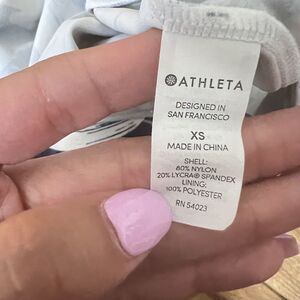 ATHLETA
DESIGNED IN
SAN FRANCISCO
XS
MADE IN CHINA
SHELL:
80% NYLON
20% LYCRA® SPANDEX
LINING:
100% POLYESTER
RN 54023